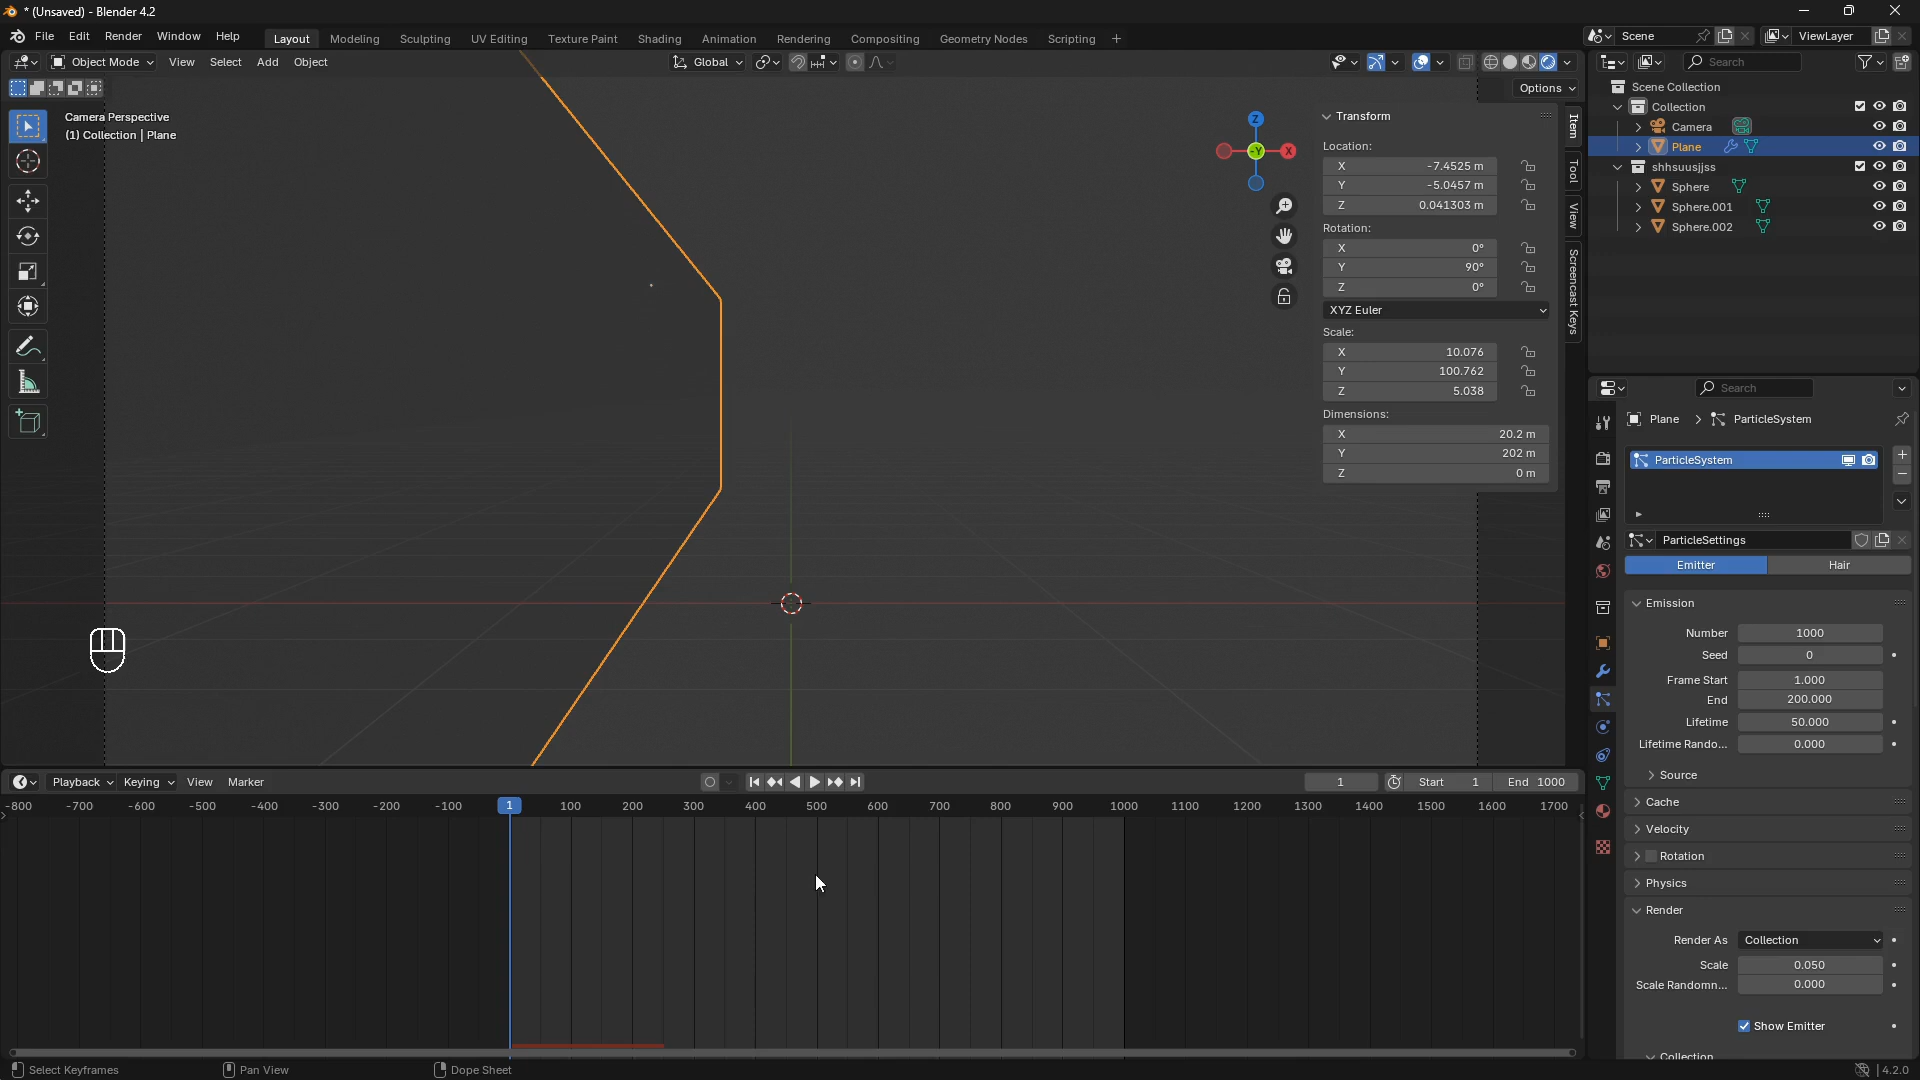 * (Unsaved) - Blender 4.2
File Edit Render Window Help
Layout Modeling Sculpting UV Editing Texture Paint Shading Animation Rendering Compositing Geometry Nodes Scripting +
Scene
ViewLayer
Object Mode View Select Add Object
Global
Options
Search
Camera Perspective
(1) Collection | Plane
Z
-Y
X
Item
Tool
View
Screencast Keys
Transform
Location:
X -7.4525 m
Y -5.0457 m
Z 0.041303 m
Rotation:
X 0°
Y 90°
Z 0°
XYZ Euler
Scale:
X 10.076
Y 100.762
Z 5.038
Dimensions:
X 20.2 m
Y 202 m
Z 0 m
Scene Collection
Collection
Camera
Plane
shhsuusjjss
Sphere
Sphere.001
Sphere.002
Search
Plane > ParticleSystem
ParticleSystem
ParticleSettings
Emitter Hair
Emission
Number 1000
Seed 0
Frame Start 1.000
End 200.000
Lifetime 50.000
Lifetime Rando... 0.000
Source
Cache
Velocity
Rotation
Physics
Render
Render As Collection
Scale 0.050
Scale Randomn... 0.000
Show Emitter
Collection
Playback Keying View Marker
1 Start 1 End 1000
-800 -700 -600 -500 -400 -300 -200 -100 1 100 200 300 400 500 600 700 800 900 1000 1100 1200 1300 1400 1500 1600 1700
Select Keyframes Pan View Dope Sheet
4.2.0